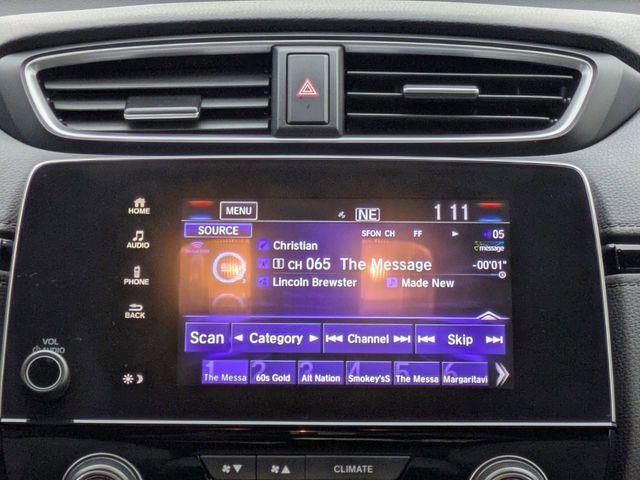 MENU
NE
1 11
SOURCE
SFON CH FF
05
Christian
message
1 CH 065 The Message
-00'01"
Lincoln Brewster
Made New
Scan
Category
Channel
Skip
1 The Messa
2 60s Gold
3 Alt Nation
4 Smokey'sS
5 The Messa
6 Margaritavi
HOME
AUDIO
PHONE
BACK
VOL
AUDIO
CLIMATE